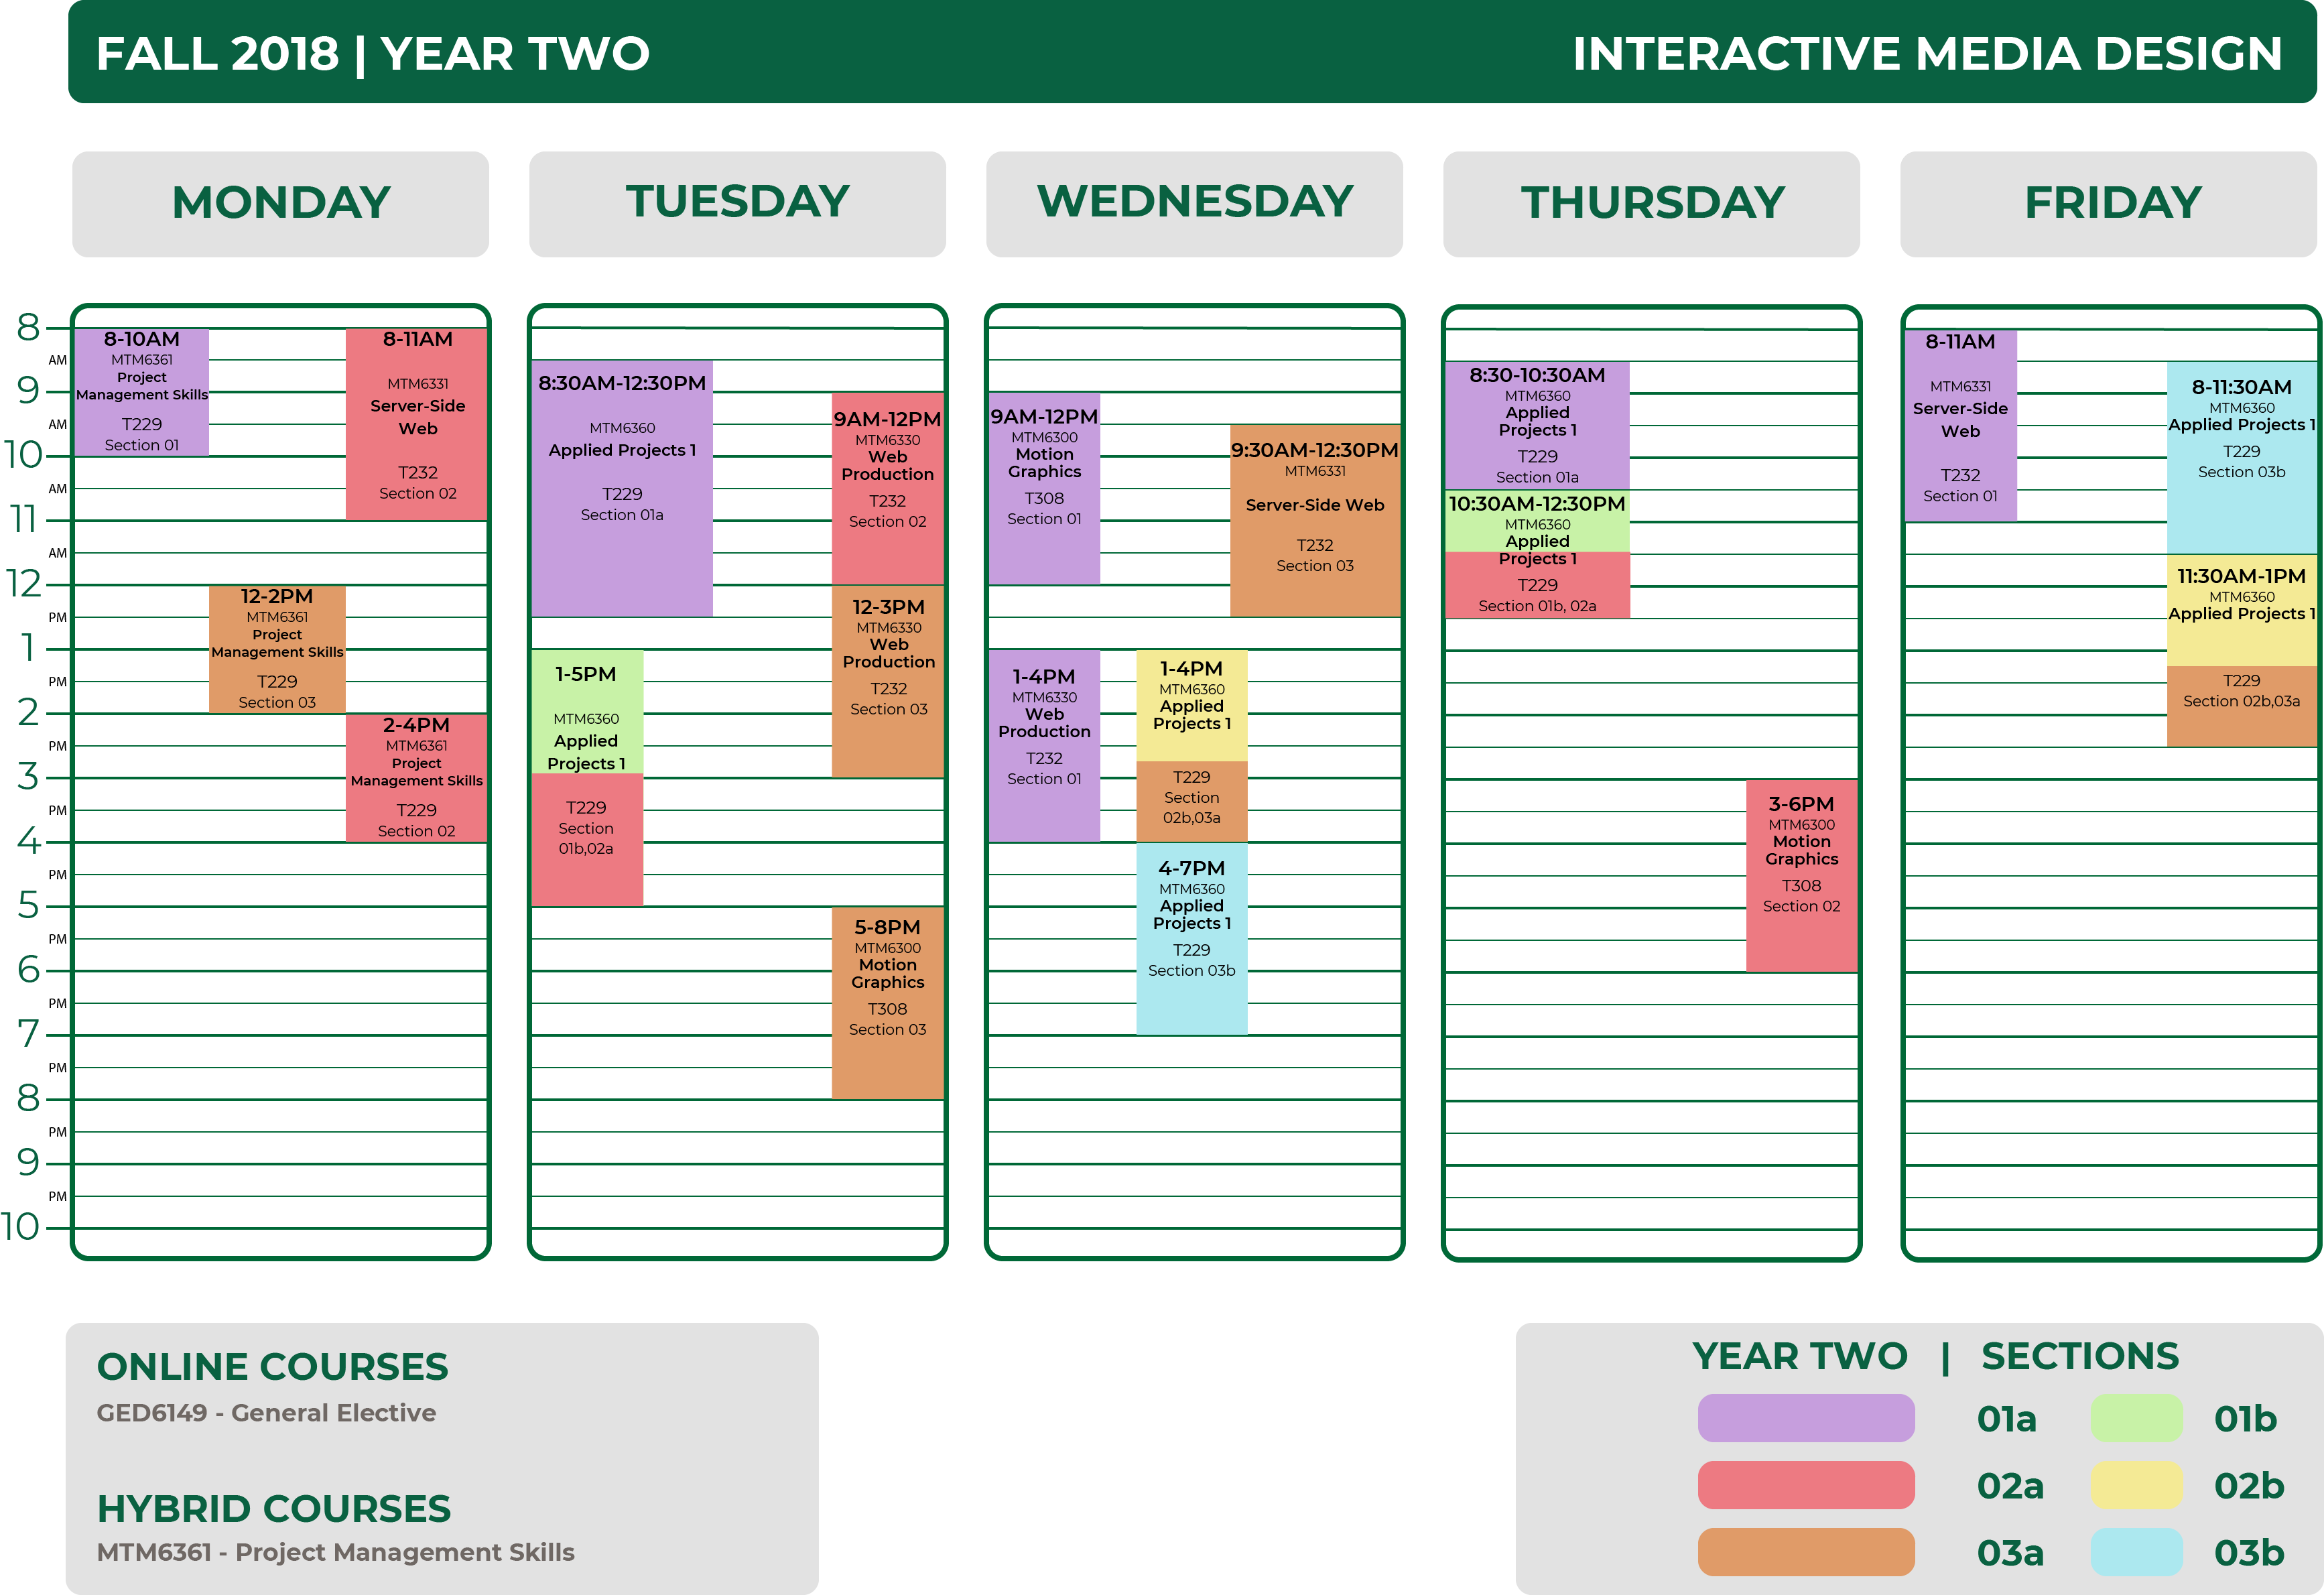 FALL 2018 | YEAR TWO
INTERACTIVE MEDIA DESIGN
MONDAY
TUESDAY
WEDNESDAY
THURSDAY
FRIDAY
8
AM
9
AM
10
AM
11
AM
12
PM
1
PM
2
PM
3
PM
4
PM
5
PM
6
PM
7
PM
8
PM
9
PM
10
8-10AM
MTM6361
Project
Management Skills
T229
Section 01
8-11AM
MTM6331
Server-Side
Web
T232
Section 02
12-2PM
MTM6361
Project
Management Skills
T229
Section 03
2-4PM
MTM6361
Project
Management Skills
T229
Section 02
8:30AM-12:30PM
MTM6360
Applied Projects 1
T229
Section 01a
9AM-12PM
MTM6330
Web
Production
T232
Section 02
12-3PM
MTM6330
Web
Production
T232
Section 03
1-5PM
MTM6360
Applied
Projects 1
T229
Section
01b,02a
5-8PM
MTM6300
Motion
Graphics
T308
Section 03
9AM-12PM
MTM6300
Motion
Graphics
T308
Section 01
9:30AM-12:30PM
MTM6331
Server-Side Web
T232
Section 03
1-4PM
MTM6330
Web
Production
T232
Section 01
1-4PM
MTM6360
Applied
Projects 1
T229
Section
02b,03a
4-7PM
MTM6360
Applied
Projects 1
T229
Section 03b
8:30-10:30AM
MTM6360
Applied
Projects 1
T229
Section 01a
10:30AM-12:30PM
MTM6360
Applied
Projects 1
T229
Section 01b, 02a
3-6PM
MTM6300
Motion
Graphics
T308
Section 02
8-11AM
MTM6331
Server-Side
Web
T232
Section 01
8-11:30AM
MTM6360
Applied Projects 1
T229
Section 03b
11:30AM-1PM
MTM6360
Applied Projects 1
T229
Section 02b,03a
ONLINE COURSES
GED6149 - General Elective
HYBRID COURSES
MTM6361 - Project Management Skills
YEAR TWO | SECTIONS
01a 01b
02a 02b
03a 03b